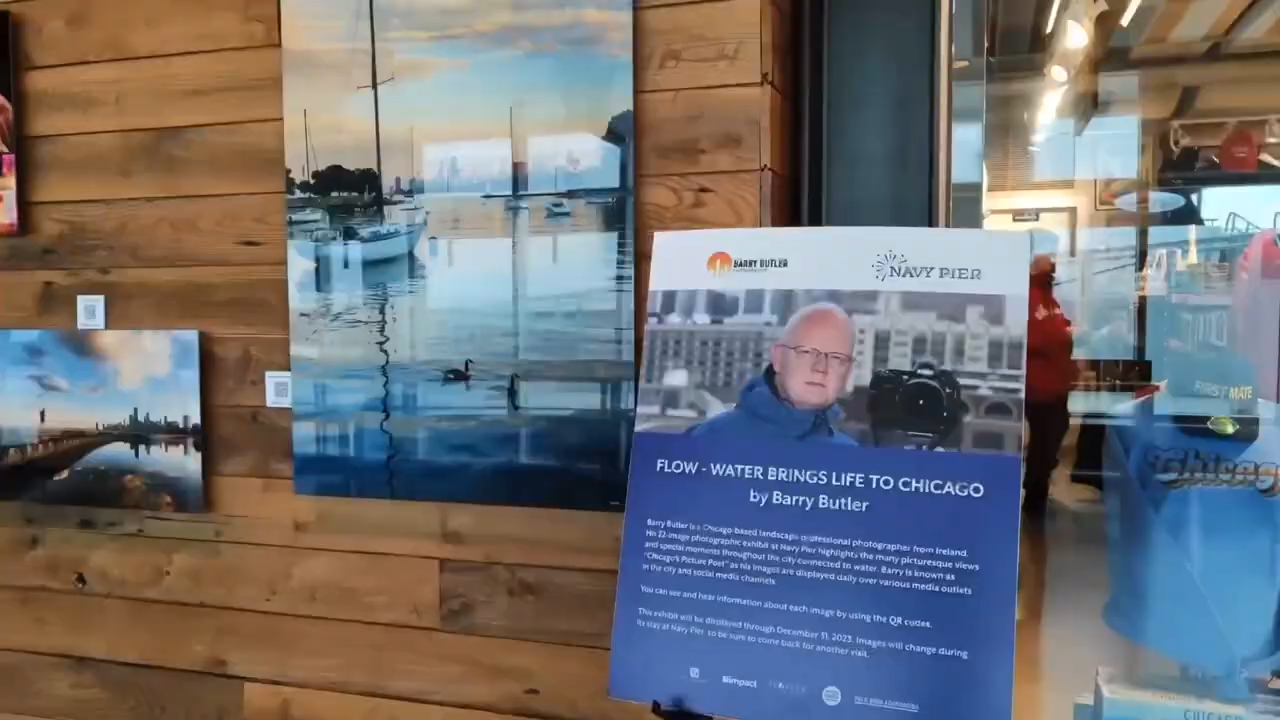 BARRY BUTLER
NAVY PIER
FLOW - WATER BRINGS LIFE TO CHICAGO
by Barry Butler
Barry Butler is a Chicago based landscape professional photographer from Ireland.
His 22-image photographic exhibit at Navy Pier highlights the many picturesque views
and special moments throughout the city connected to water. Barry is known as
"Chicago's Picture Poet" as his images are displayed daily over various media outlets
in the city and social media channels.
You can see and hear information about each image by using the QR codes.
This exhibit will be displayed through December 31, 2023. Images will change during
its stay at Navy Pier, so be sure to come back for another visit.
impact
FIRST MATE
Chicago
CHICAGO